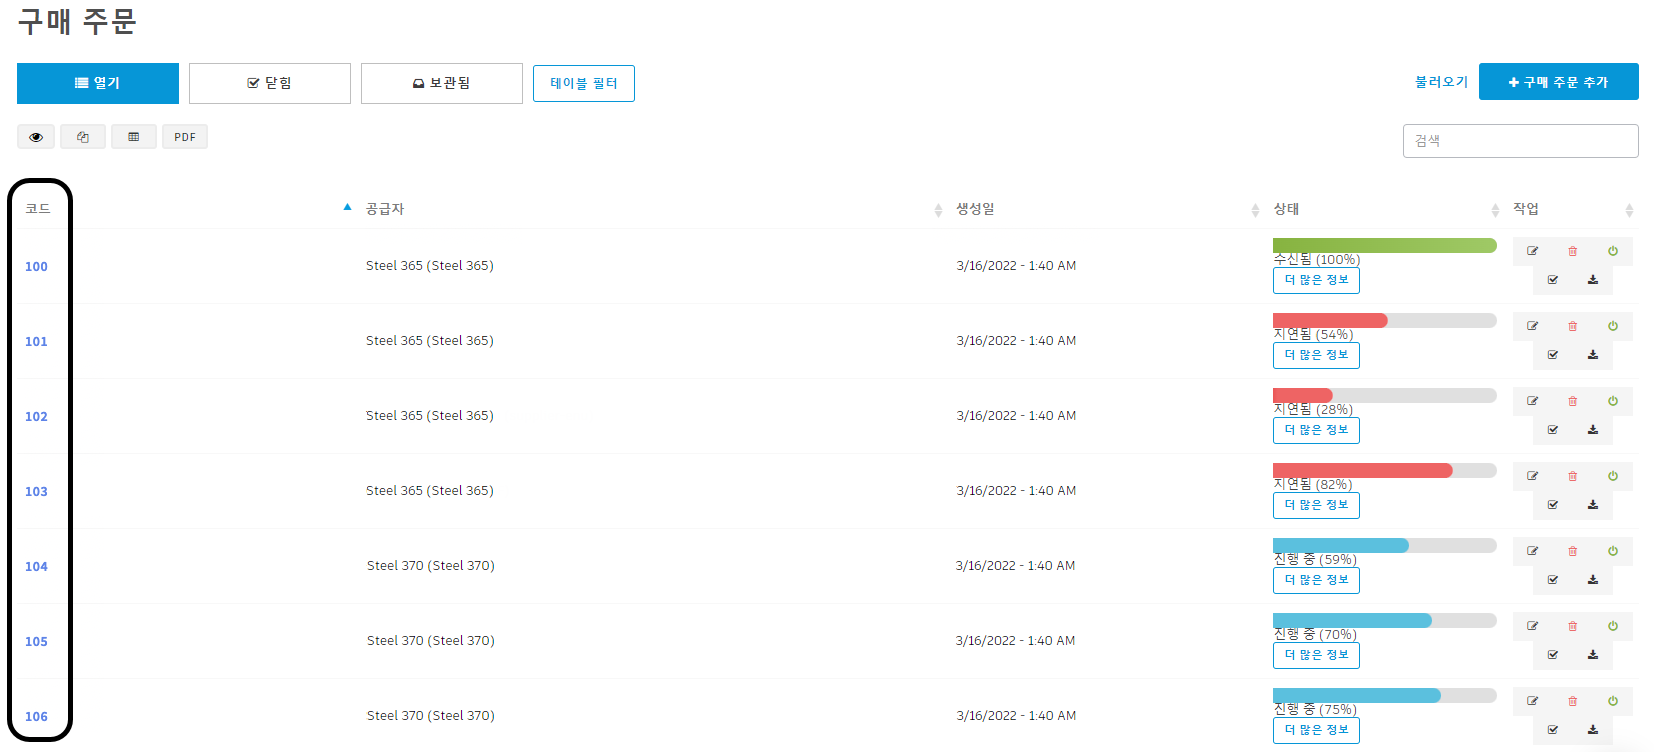 구매 주문
열기 닫힘 보관됨 테이블 필터 불러오기 구매 주문 추가
PDF 검색
코드 공급자 생성일 상태 작업
100 Steel 365 (Steel 365) 3/16/2022 - 1:40 AM 수신됨 (100%)
더 많은 정보
101 Steel 365 (Steel 365) 3/16/2022 - 1:40 AM 지연됨 (54%)
더 많은 정보
102 Steel 365 (Steel 365) 3/16/2022 - 1:40 AM 지연됨 (28%)
더 많은 정보
103 Steel 365 (Steel 365) 3/16/2022 - 1:40 AM 지연됨 (82%)
더 많은 정보
104 Steel 370 (Steel 370) 3/16/2022 - 1:40 AM 진행 중 (59%)
더 많은 정보
105 Steel 370 (Steel 370) 3/16/2022 - 1:40 AM 진행 중 (70%)
더 많은 정보
106 Steel 370 (Steel 370) 3/16/2022 - 1:40 AM 진행 중 (75%)
더 많은 정보